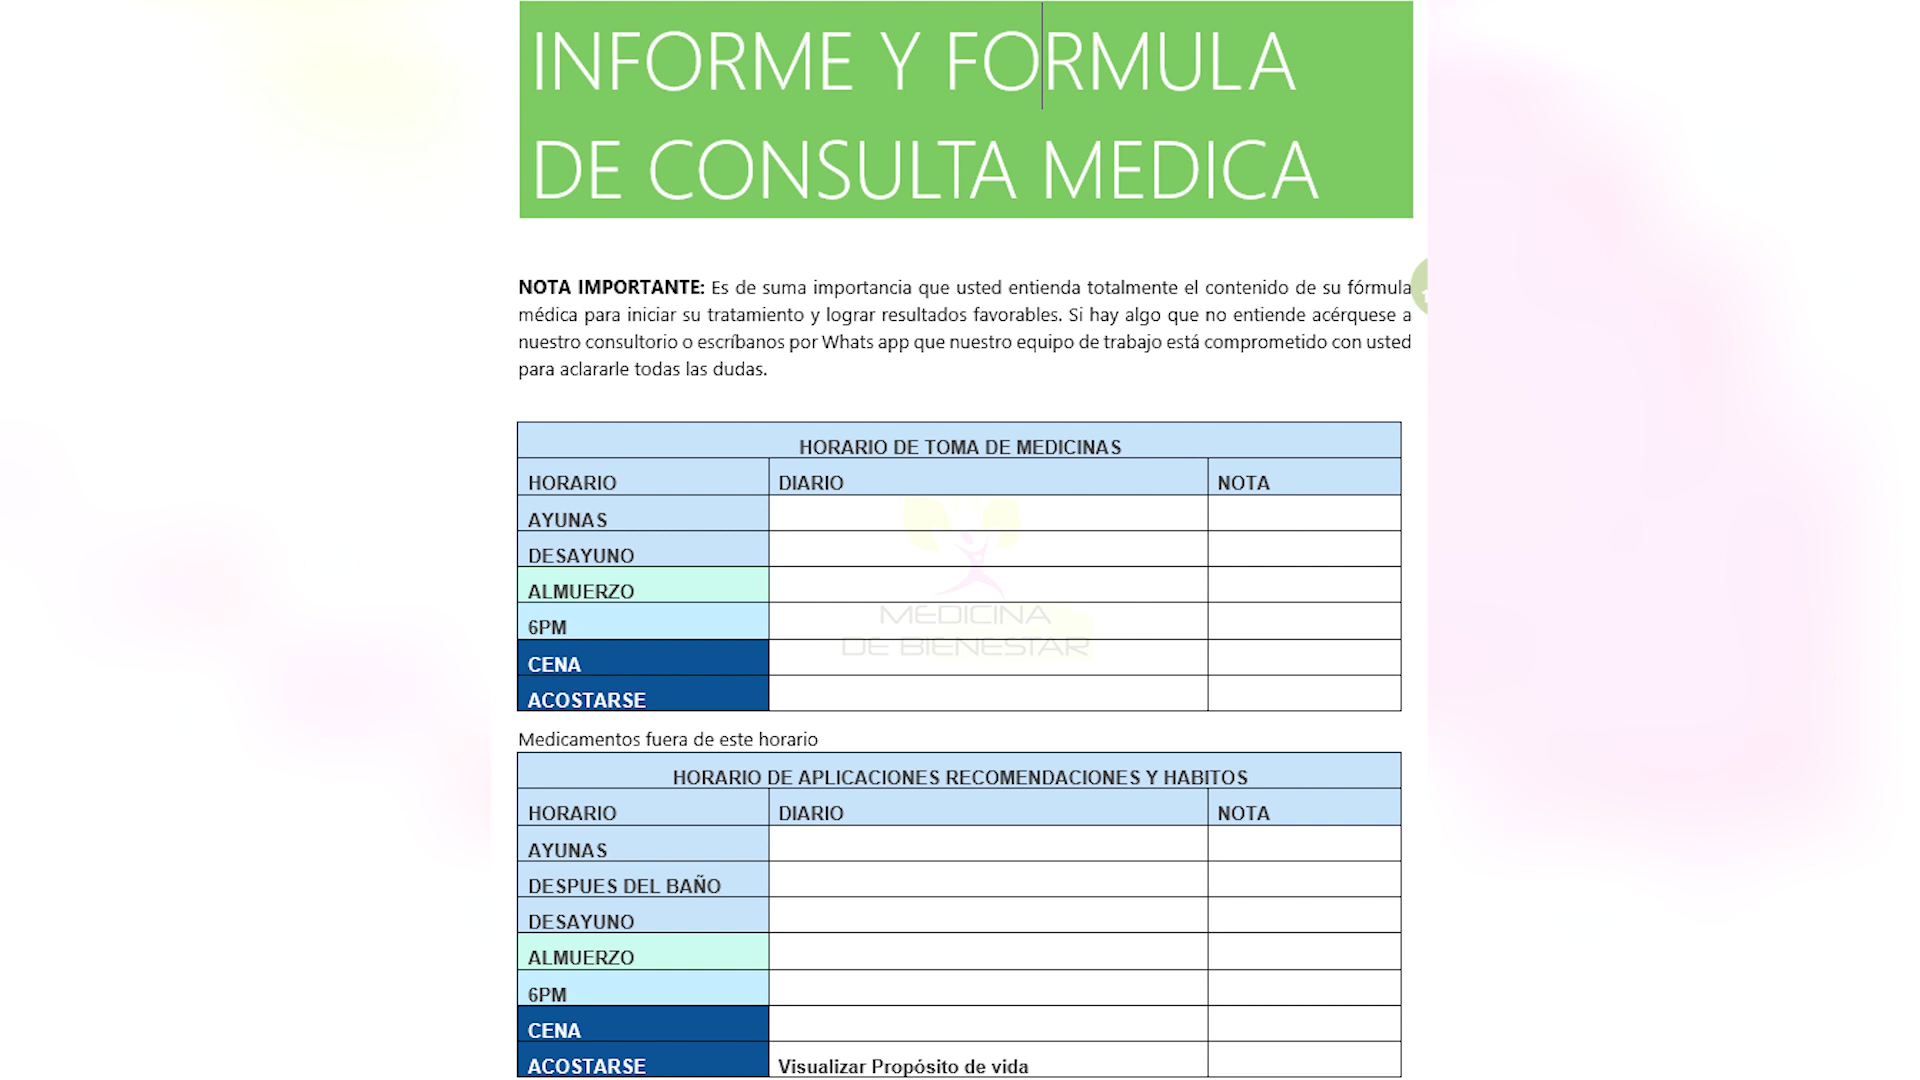 INFORME Y FORMULA
DE CONSULTA MEDICA
NOTA IMPORTANTE: Es de suma importancia que usted entienda totalmente el contenido de su fórmula
médica para iniciar su tratamiento y lograr resultados favorables. Si hay algo que no entiende acérquese a
nuestro consultorio o escríbanos por Whats app que nuestro equipo de trabajo está comprometido con usted
para aclararle todas las dudas.
HORARIO DE TOMA DE MEDICINAS
HORARIO DIARIO NOTA
AYUNAS
DESAYUNO
ALMUERZO
6PM
CENA
ACOSTARSE
MEDICINA
DE BIENESTAR
Medicamentos fuera de este horario
HORARIO DE APLICACIONES RECOMENDACIONES Y HABITOS
HORARIO DIARIO NOTA
AYUNAS
DESPUES DEL BAÑO
DESAYUNO
ALMUERZO
6PM
CENA
ACOSTARSE Visualizar Propósito de vida